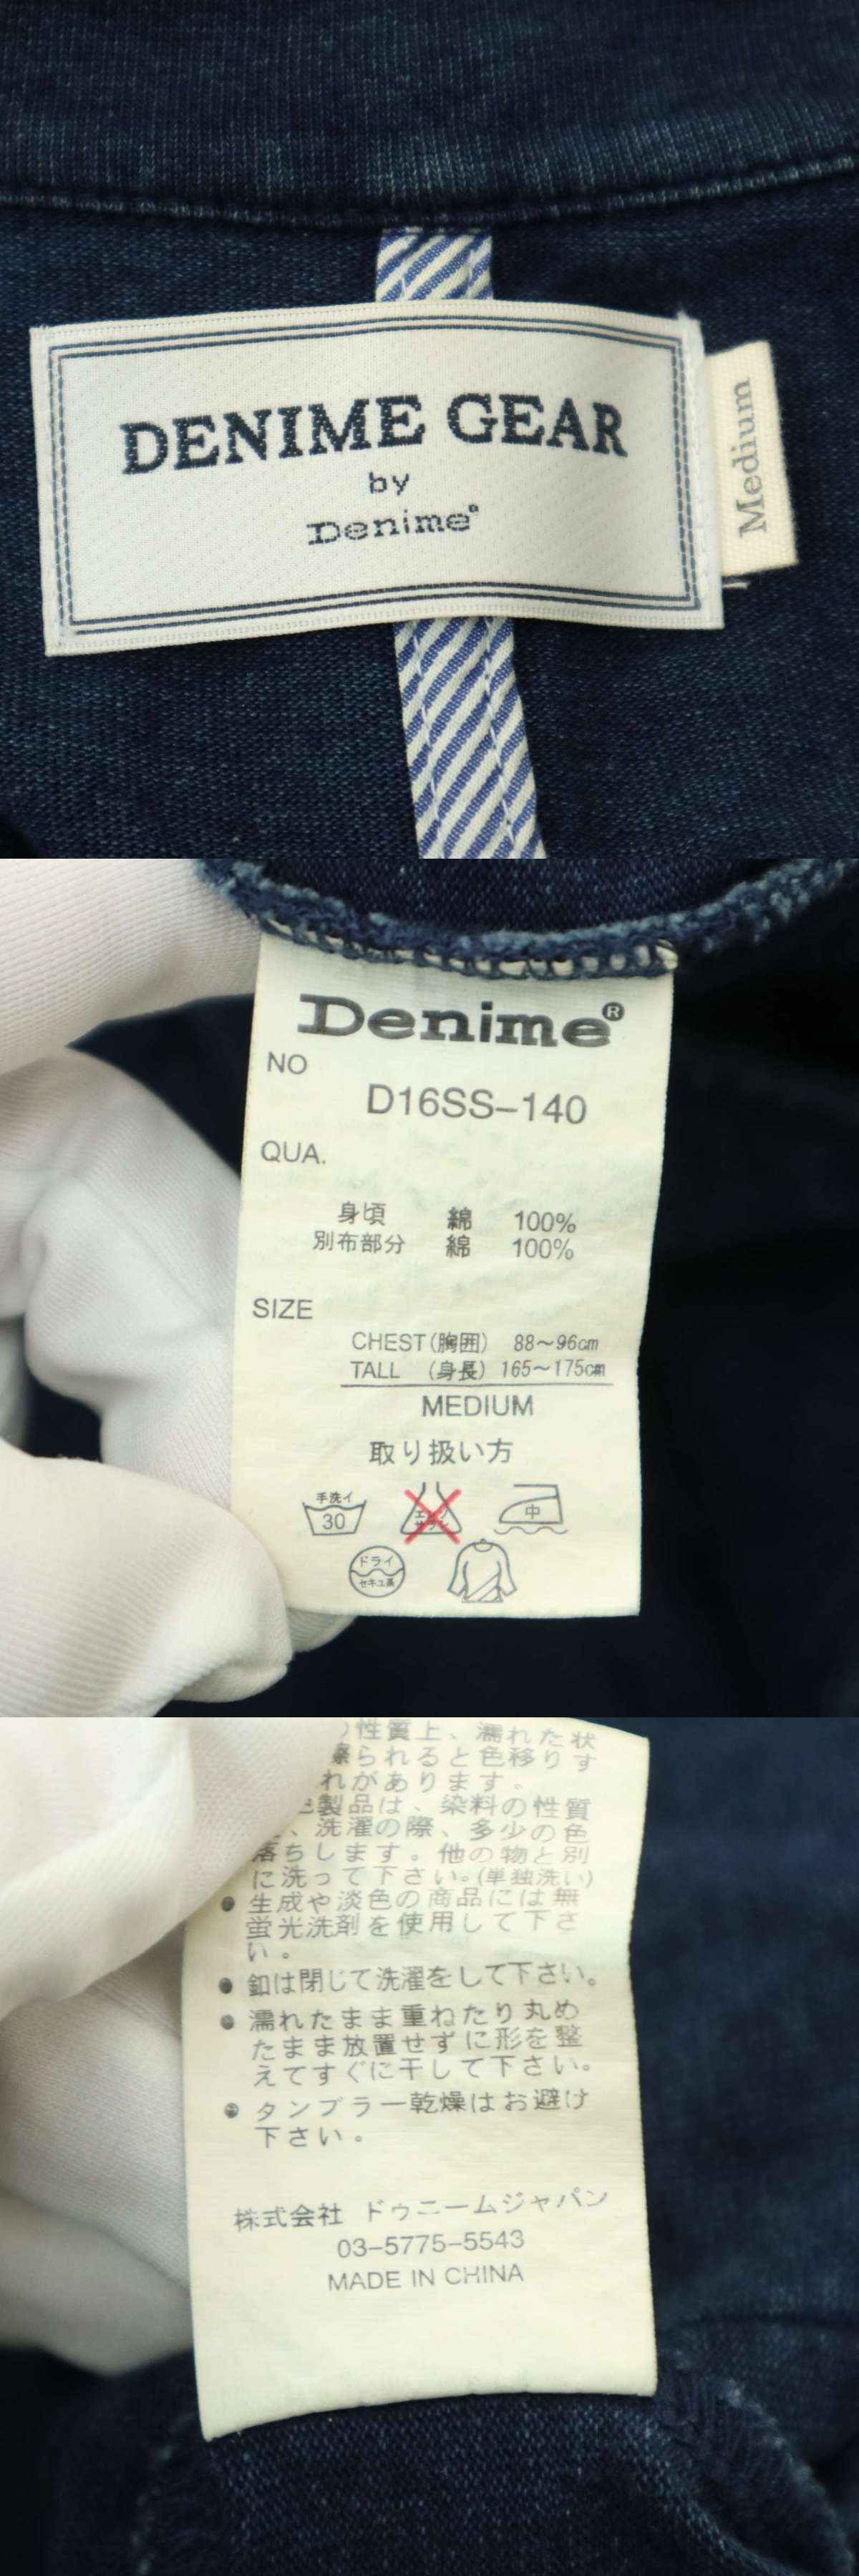 DENIME GEAR
by
Denime®
Medium
Denime®
NO
D16SS-140
QUA.
身頃 綿 100%
別布部分 綿 100%
SIZE
CHEST(胸囲) 88～96cm
TALL (身長) 165～175cm
MEDIUM
取り扱い方
手洗イ
30
中
ドライ
セキユ系
性質上、濡れた状
られると色移りす
れがあります。
製品は、染料の性質
、洗濯の際、多少の色
落ちします。他の物と別
に洗って下さい。(単独洗い)
● 生成や淡色の商品には無
蛍光洗剤を使用して下さ
い。
● 釦は閉じて洗濯をして下さい。
● 濡れたまま重ねたり丸め
たまま放置せずに形を整
えてすぐに干して下さい。
● タンブラー乾燥はお避け
下さい。
株式会社 ドゥニームジャパン
03-5775-5543
MADE IN CHINA